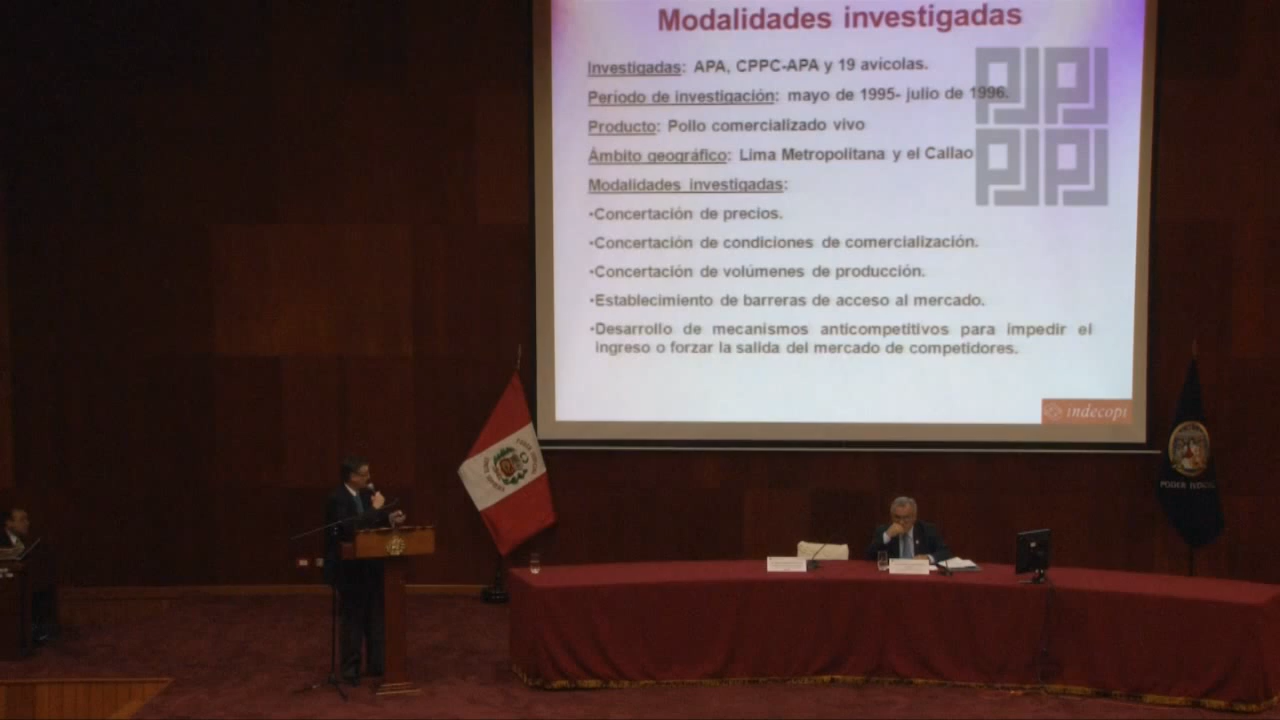 Modalidades investigadas
Investigadas: APA, CPPC-APA y 19 avícolas.
Período de investigación: mayo de 1995- julio de 1996.
Producto: Pollo comercializado vivo
Ámbito geográfico: Lima Metropolitana y el Callao
Modalidades investigadas:
•Concertación de precios.
•Concertación de condiciones de comercialización.
•Concertación de volúmenes de producción.
•Establecimiento de barreras de acceso al mercado.
•Desarrollo de mecanismos anticompetitivos para impedir el
ingreso o forzar la salida del mercado de competidores.
indecopi
PODER JUDICIAL